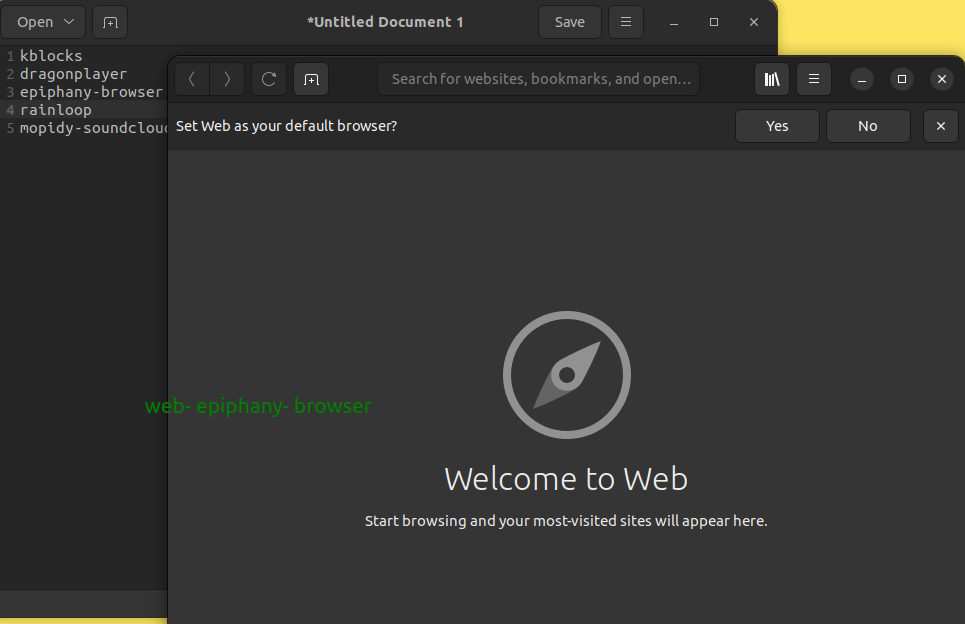 Open
*Untitled Document 1
Save
1 kblocks
2 dragonplayer
3 epiphany-browser
4 rainloop
5 mopidy-soundcloud
Search for websites, bookmarks, and open…
Set Web as your default browser?
Yes
No
web- epiphany- browser
Welcome to Web
Start browsing and your most-visited sites will appear here.